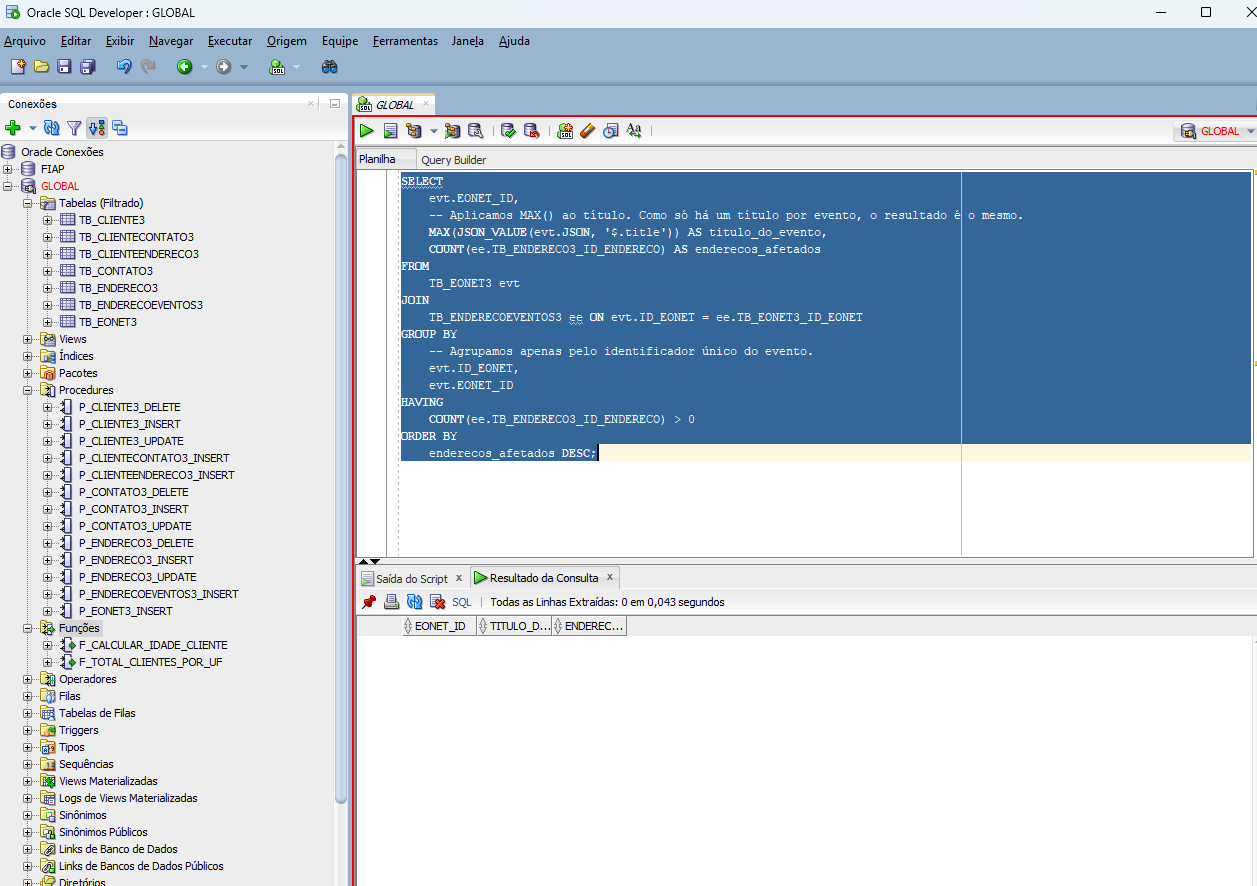 Oracle SQL Developer : GLOBAL
Arquivo Editar Exibir Navegar Executar Origem Equipe Ferramentas Janela Ajuda
Conexões
Oracle Conexões
FIAP
GLOBAL
Tabelas (Filtrado)
TB_CLIENTE3
TB_CLIENTECONTATO3
TB_CLIENTEENDERECO3
TB_CONTATO3
TB_ENDERECO3
TB_ENDERECOEVENTOS3
TB_EONET3
Views
Índices
Pacotes
Procedures
P_CLIENTE3_DELETE
P_CLIENTE3_INSERT
P_CLIENTE3_UPDATE
P_CLIENTECONTATO3_INSERT
P_CLIENTEENDERECO3_INSERT
P_CONTATO3_DELETE
P_CONTATO3_INSERT
P_CONTATO3_UPDATE
P_ENDERECO3_DELETE
P_ENDERECO3_INSERT
P_ENDERECO3_UPDATE
P_ENDERECOEVENTOS3_INSERT
P_EONET3_INSERT
Funções
F_CALCULAR_IDADE_CLIENTE
F_TOTAL_CLIENTES_POR_UF
Operadores
Filas
Tabelas de Filas
Triggers
Tipos
Sequências
Views Materializadas
Logs de Views Materializadas
Sinônimos
Sinônimos Públicos
Links de Banco de Dados
Links de Bancos de Dados Públicos
Diretórios
GLOBAL
GLOBAL
Planilha Query Builder
SELECT
evt.EONET_ID,
-- Aplicamos MAX() ao título. Como só há um título por evento, o resultado é o mesmo.
MAX(JSON_VALUE(evt.JSON, '$.title')) AS titulo_do_evento,
COUNT(ee.TB_ENDERECO3_ID_ENDERECO) AS enderecos_afetados
FROM
TB_EONET3 evt
JOIN
TB_ENDERECOEVENTOS3 ee ON evt.ID_EONET = ee.TB_EONET3_ID_EONET
GROUP BY
-- Agrupamos apenas pelo identificador único do evento.
evt.ID_EONET,
evt.EONET_ID
HAVING
COUNT(ee.TB_ENDERECO3_ID_ENDERECO) > 0
ORDER BY
enderecos_afetados DESC;
Saída do Script x Resultado da Consulta x
SQL | Todas as Linhas Extraídas: 0 em 0,043 segundos
EONET_ID TITULO_D... ENDEREC...